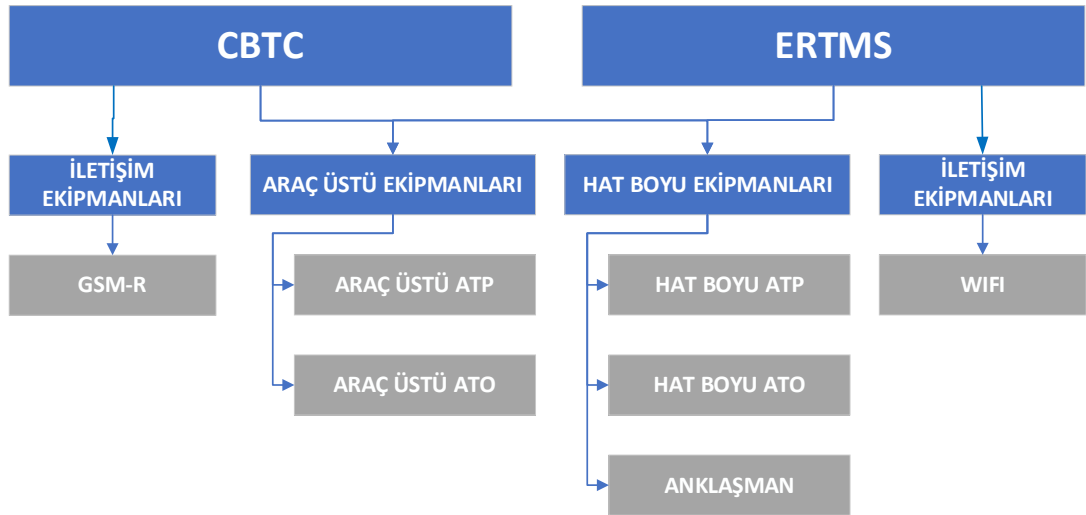 CBTC
ERTMS
İLETİŞİM
EKİPMANLARI
ARAÇ ÜSTÜ EKİPMANLARI
HAT BOYU EKİPMANLARI
İLETİŞİM
EKİPMANLARI
GSM-R
ARAÇ ÜSTÜ ATP
HAT BOYU ATP
WIFI
ARAÇ ÜSTÜ ATO
HAT BOYU ATO
ANKLAŞMAN